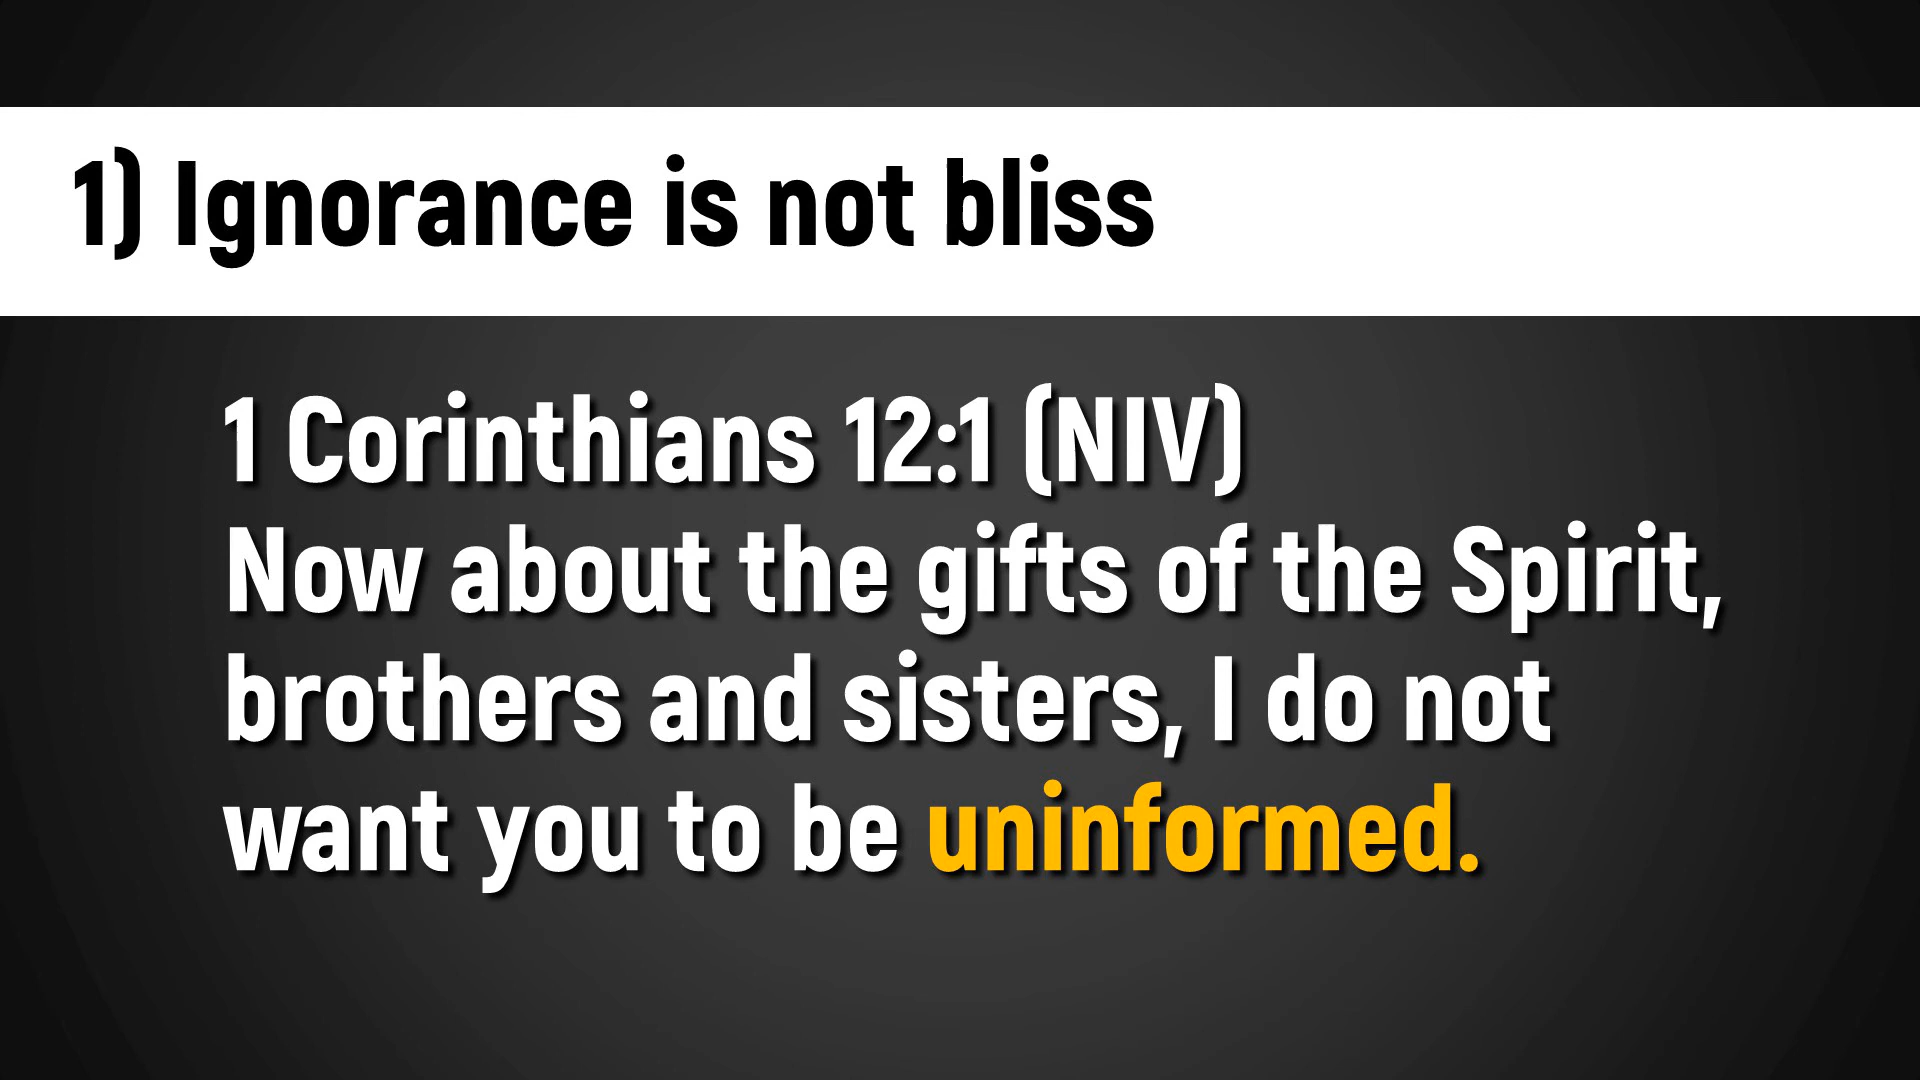 1) Ignorance is not bliss
1 Corinthians 12:1 (NIV)
Now about the gifts of the Spirit,
brothers and sisters, I do not
want you to be uninformed.